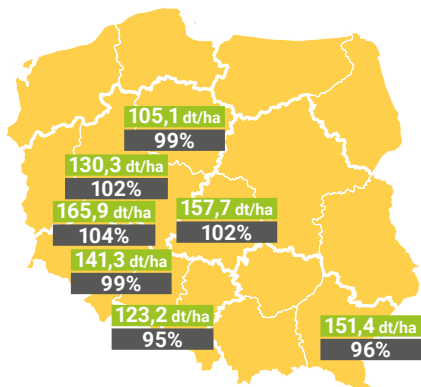 105,1 dt/ha
99%
130,3 dt/ha
102%
165,9 dt/ha
104%
157,7 dt/ha
102%
141,3 dt/ha
99%
123,2 dt/ha
95%
151,4 dt/ha
96%